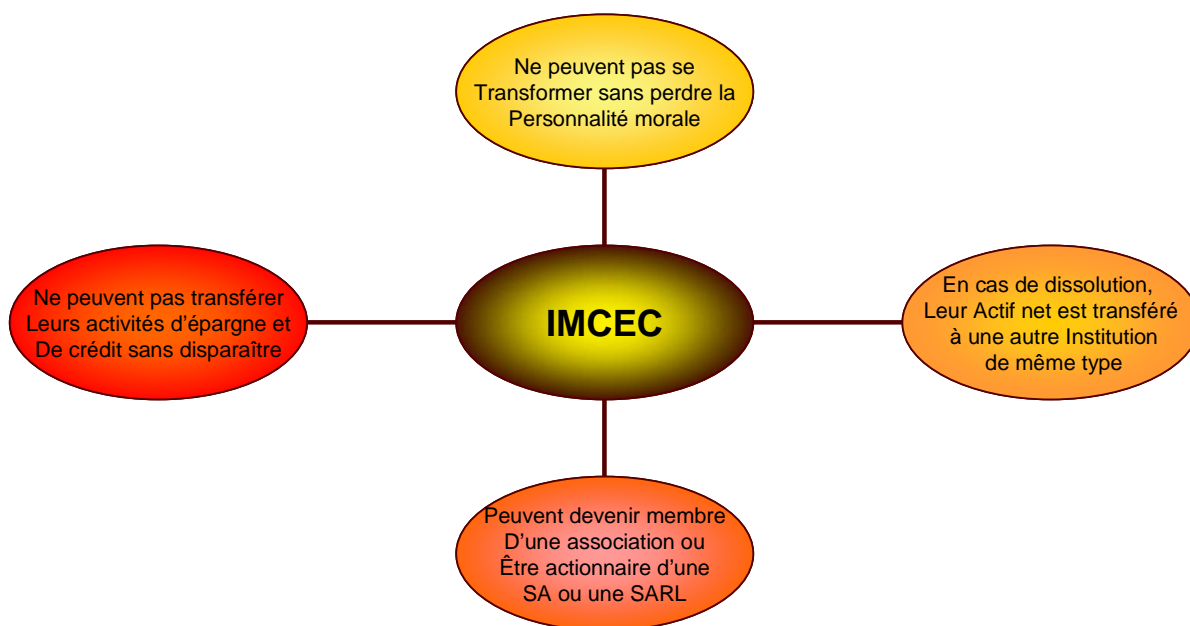 Ne peuvent pas se
Transformer sans perdre la
Personnalité morale
Ne peuvent pas transférer
Leurs activités d'épargne et
De crédit sans disparaître
IMCEC
En cas de dissolution,
Leur Actif net est transféré
à une autre Institution
de même type
Peuvent devenir membre
D'une association ou
Être actionnaire d'une
SA ou une SARL